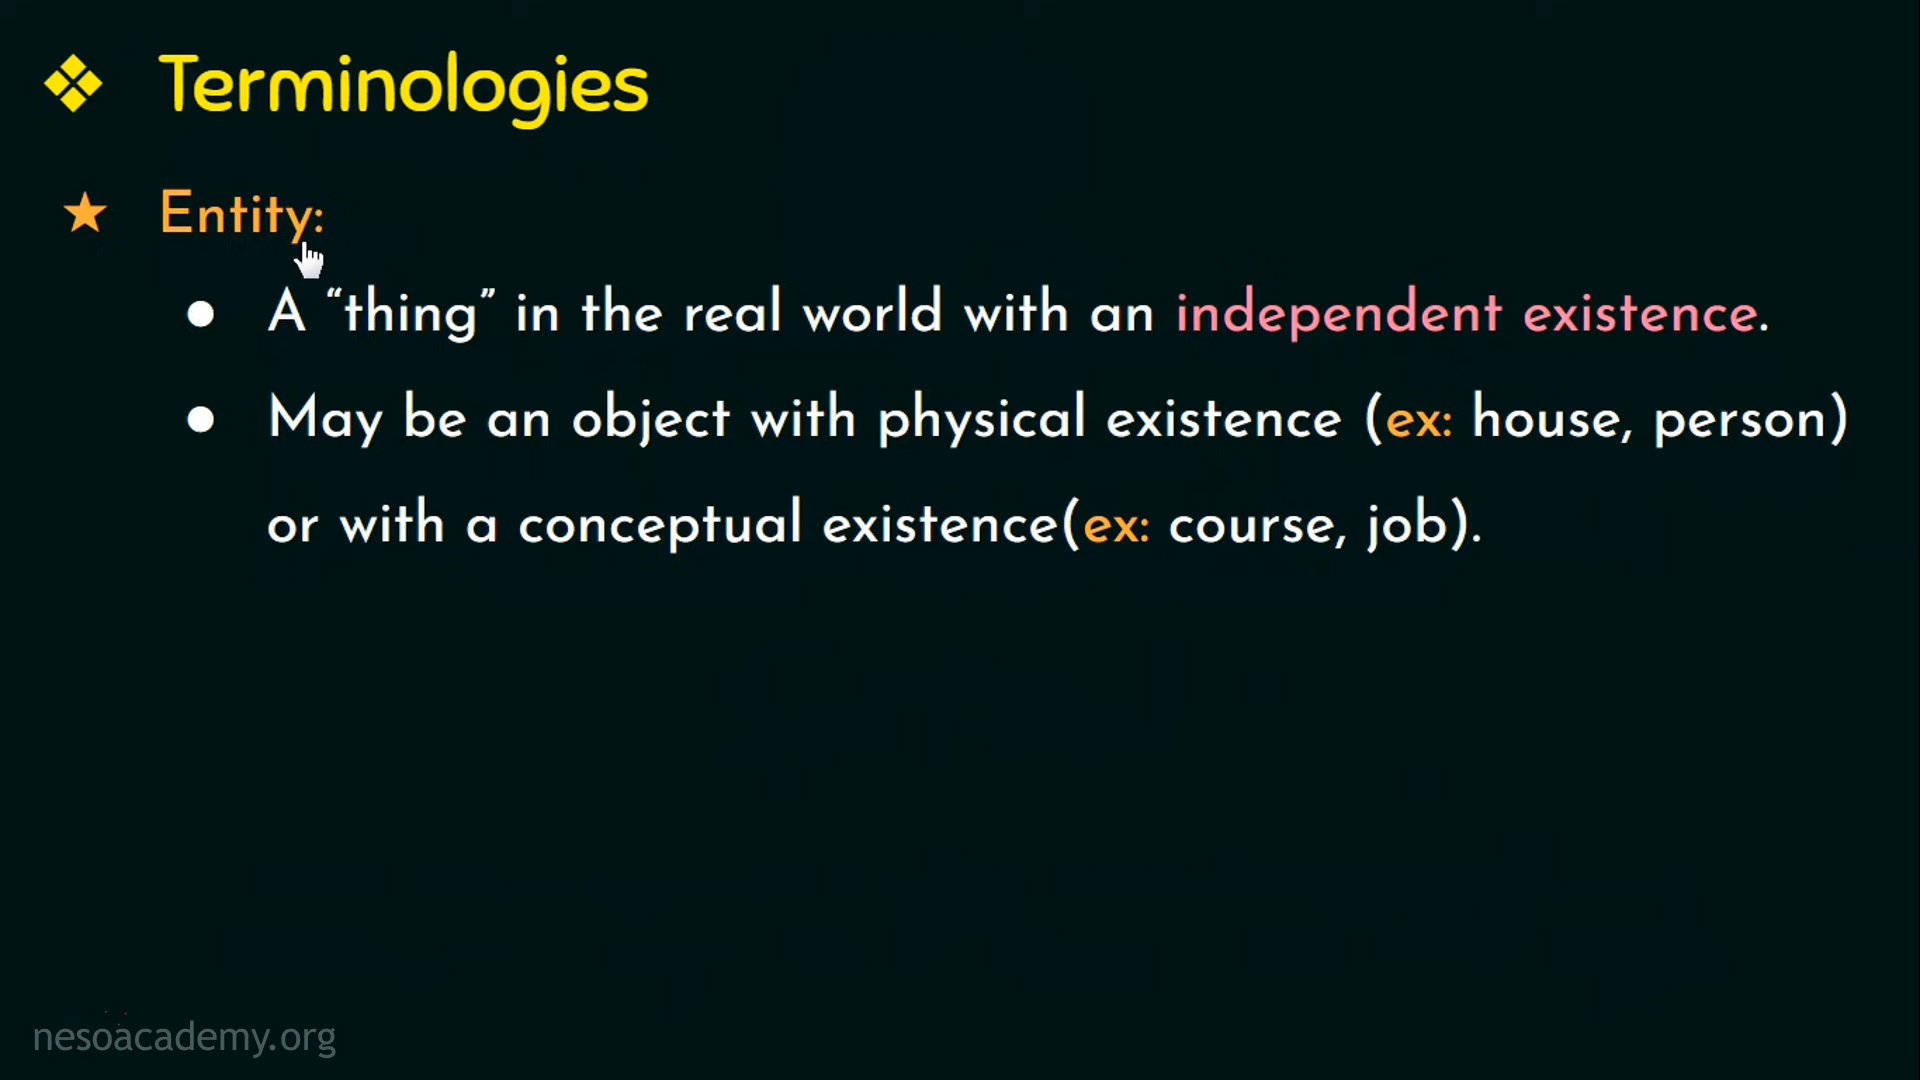 ❖ Terminologies
★ Entity:
● A “thing” in the real world with an independent existence.
● May be an object with physical existence (ex: house, person)
or with a conceptual existence(ex: course, job).
nesoacademy.org